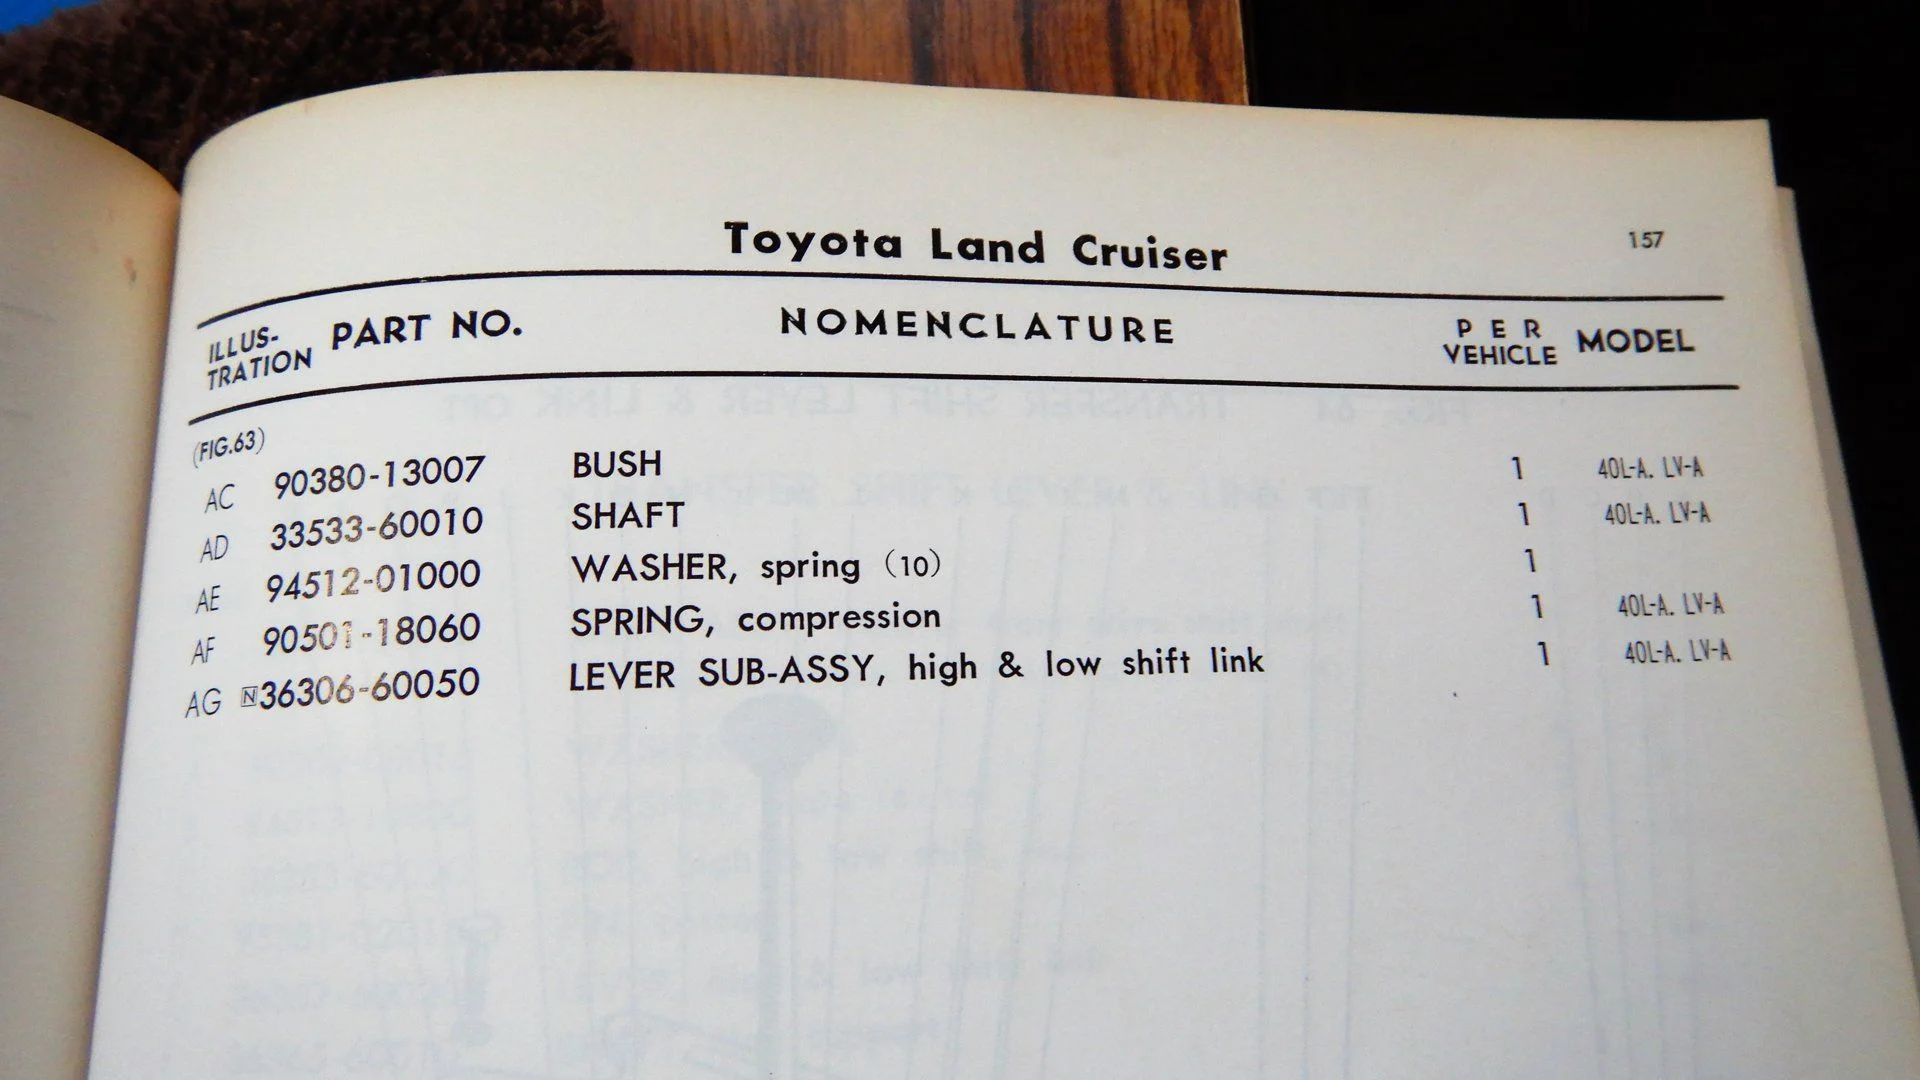 Toyota Land Cruiser 157
ILLUS-TRATION PART NO. NOMENCLATURE PER VEHICLE MODEL
(FIG.63)
AC 90380-13007 BUSH 1 40L-A. LV-A
AD 33533-60010 SHAFT 1 40L-A. LV-A
AE 94512-01000 WASHER, spring (10) 1
AF 90501-18060 SPRING, compression 1 40L-A. LV-A
AG N36306-60050 LEVER SUB-ASSY, high & low shift link 1 40L-A. LV-A